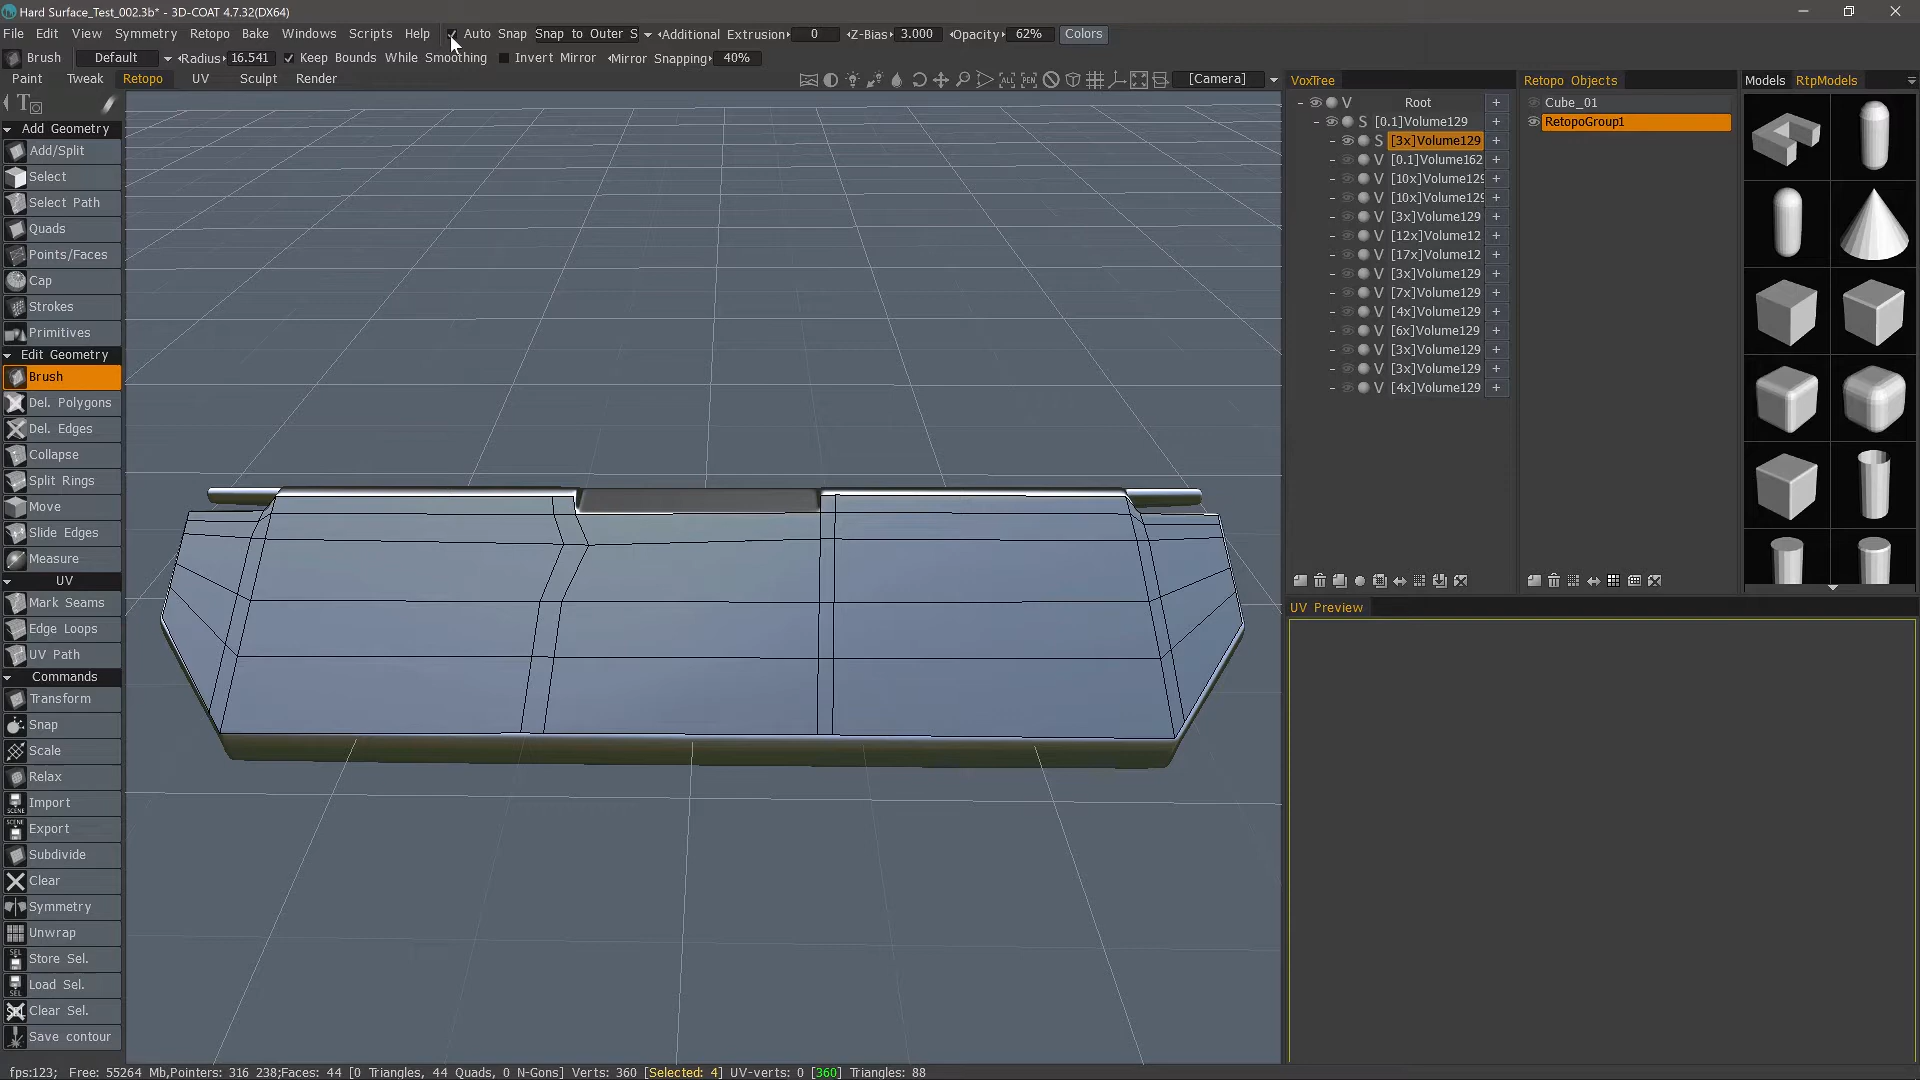 Hard Surface_Test_002.3b* - 3D-COAT 4.7.32(DX64)
File Edit View Symmetry Retopo Bake Windows Scripts Help Auto Snap Snap to Outer S Additional Extrusion 0 Z-Bias 3.000 Opacity 62% Colors
Brush Default Radius 16.541 Keep Bounds While Smoothing Invert Mirror Mirror Snapping 40%
Paint Tweak Retopo UV Sculpt Render [Camera] VoxTree Retopo Objects Models RtpModels
Add Geometry
Add/Split
Select
Select Path
Quads
Points/Faces
Cap
Strokes
Primitives
Edit Geometry
Brush
Del. Polygons
Del. Edges
Collapse
Split Rings
Move
Slide Edges
Measure
UV
Mark Seams
Edge Loops
UV Path
Commands
Transform
Snap
Scale
Relax
Import
Export
Subdivide
Clear
Symmetry
Unwrap
Store Sel.
Load Sel.
Clear Sel.
Save contour
V Root +
S [0.1]Volume129 +
S [3x]Volume129 +
V [0.1]Volume162 +
V [10x]Volume129 +
V [10x]Volume129 +
V [3x]Volume129 +
V [12x]Volume12 +
V [17x]Volume12 +
V [3x]Volume129 +
V [7x]Volume129 +
V [4x]Volume129 +
V [6x]Volume129 +
V [3x]Volume129 +
V [3x]Volume129 +
V [4x]Volume129 +
Cube_01
RetopoGroup1
UV Preview
fps:123; Free: 55264 Mb,Pointers: 316 238;Faces: 44 [0 Triangles, 44 Quads, 0 N-Gons] Verts: 360 [Selected: 4] UV-verts: 0 [360] Triangles: 88